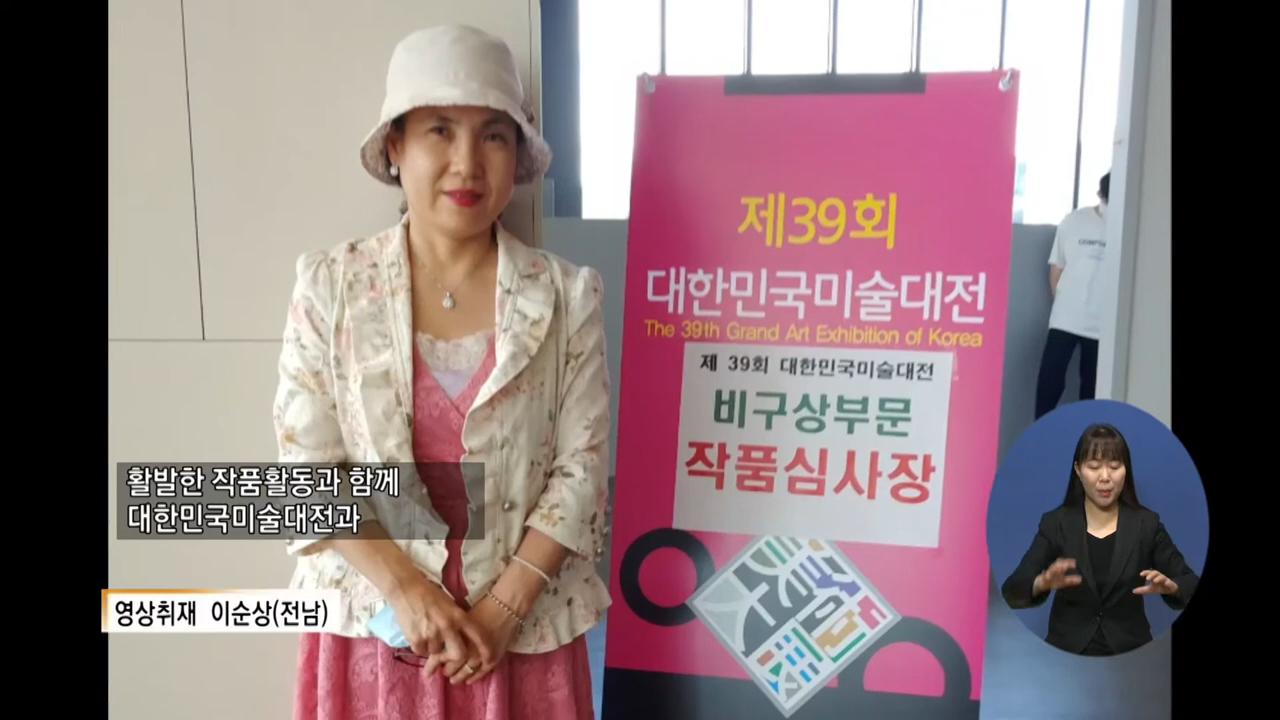 제39회
대한민국미술대전
The 39th Grand Art Exhibition of Korea
제 39회 대한민국미술대전
비구상부문
작품심사장
활발한 작품활동과 함께
대한민국미술대전과
영상취재 이순상(전남)